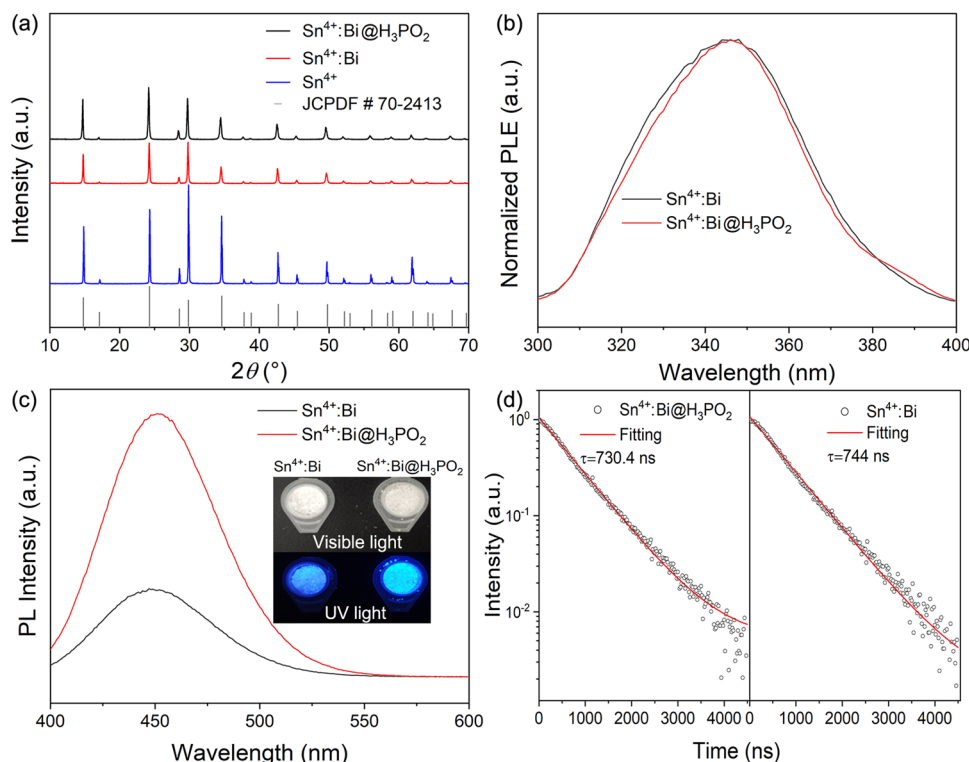 (a)
Sn⁴⁺:Bi@H₃PO₂
Sn⁴⁺:Bi
Sn⁴⁺
JCPDF # 70-2413
Intensity (a.u.)
10 20 30 40 50 60 70
2θ (°)
(b)
Normalized PLE (a.u.)
Sn⁴⁺:Bi
Sn⁴⁺:Bi@H₃PO₂
300 320 340 360 380 400
Wavelength (nm)
(c)
Sn⁴⁺:Bi
Sn⁴⁺:Bi@H₃PO₂
Sn⁴⁺:Bi Sn⁴⁺:Bi@H₃PO₂
Visible light
UV light
PL Intensity (a.u.)
400 450 500 550 600
Wavelength (nm)
(d)
Sn⁴⁺:Bi@H₃PO₂
Fitting
τ=730.4 ns
Sn⁴⁺:Bi
Fitting
τ=744 ns
10⁰
10⁻¹
10⁻²
Intensity (a.u.)
0 1000 2000 3000 4000 0 1000 2000 3000 4000
Time (ns)